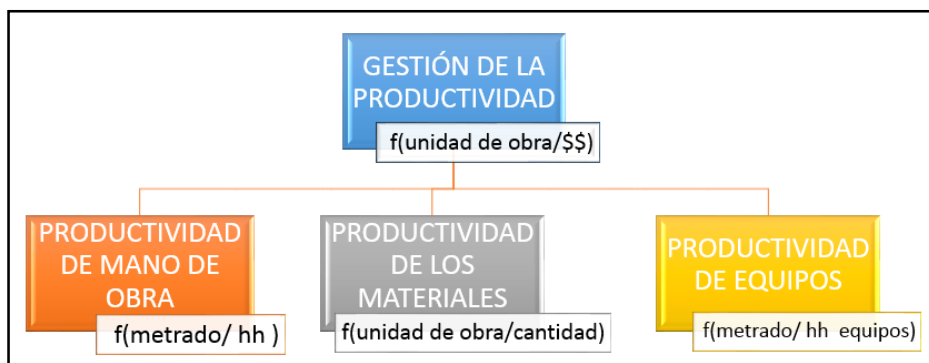 GESTIÓN DE LA
PRODUCTIVIDAD
f(unidad de obra/$$)
PRODUCTIVIDAD
DE MANO DE
OBRA
f(metrado/ hh )
PRODUCTIVIDAD
DE LOS
MATERIALES
f(unidad de obra/cantidad)
PRODUCTIVIDAD
DE EQUIPOS
f(metrado/ hh  equipos)